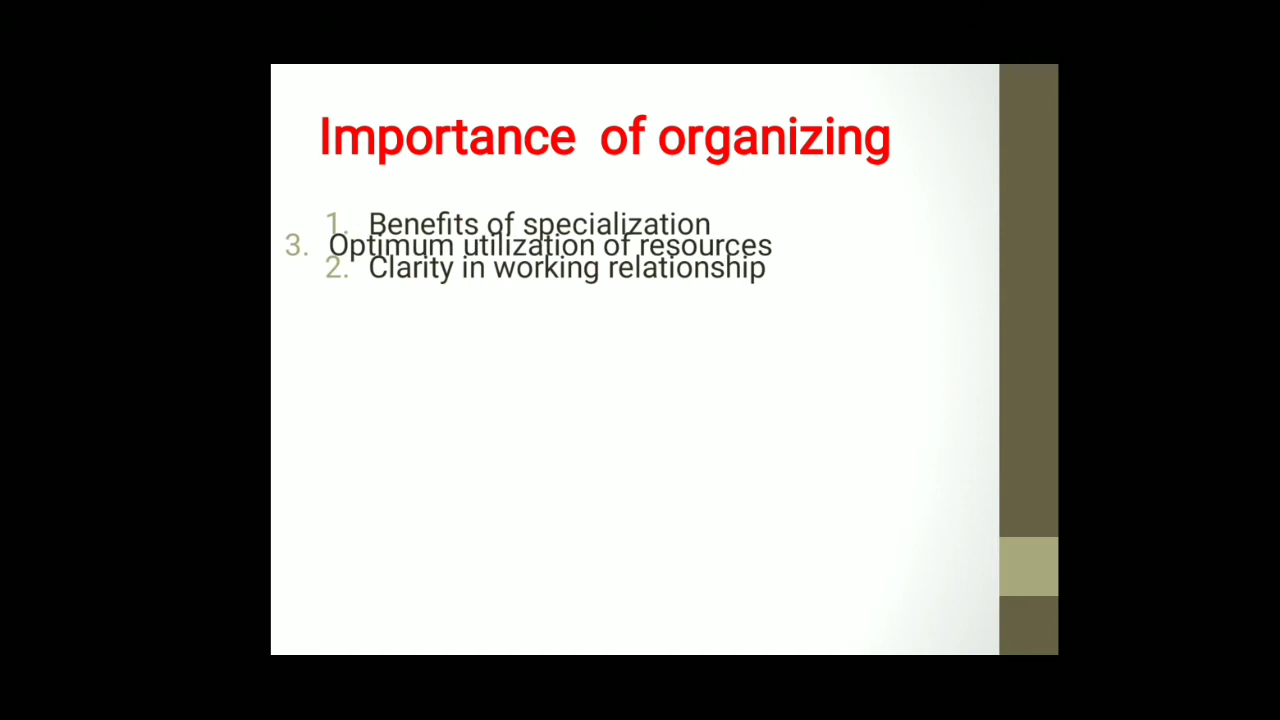 Importance of organizing
1. Benefits of specialization
3. Optimum utilization of resources
2. Clarity in working relationship